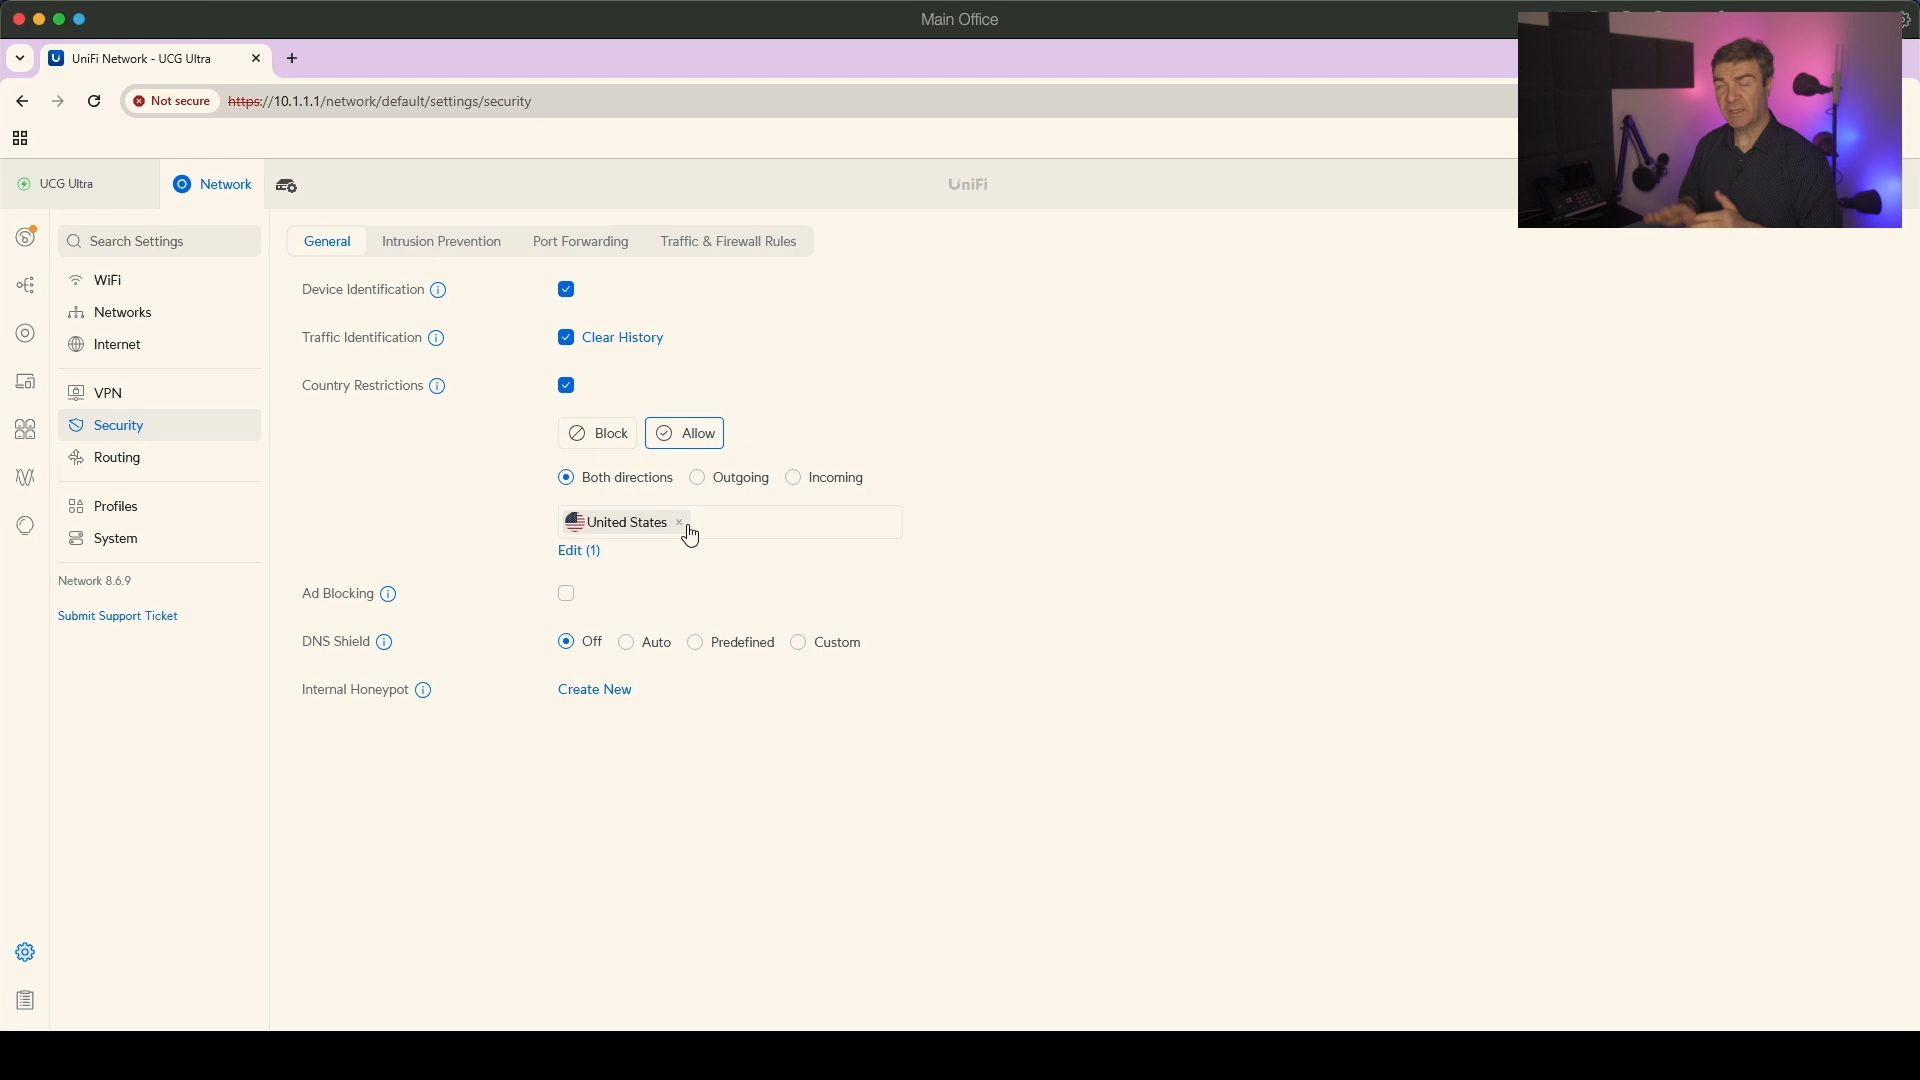 Main Office
UniFi Network - UCG Ultra
Not secure
https://10.1.1.1/network/default/settings/security
UCG Ultra
Network
UniFi
Search Settings
WiFi
Networks
Internet
VPN
Security
Routing
Profiles
System
Network 8.6.9
Submit Support Ticket
General Intrusion Prevention Port Forwarding Traffic & Firewall Rules
Device Identification
Traffic Identification Clear History
Country Restrictions
Block Allow
Both directions Outgoing Incoming
United States
Edit (1)
Ad Blocking
DNS Shield Off Auto Predefined Custom
Internal Honeypot Create New